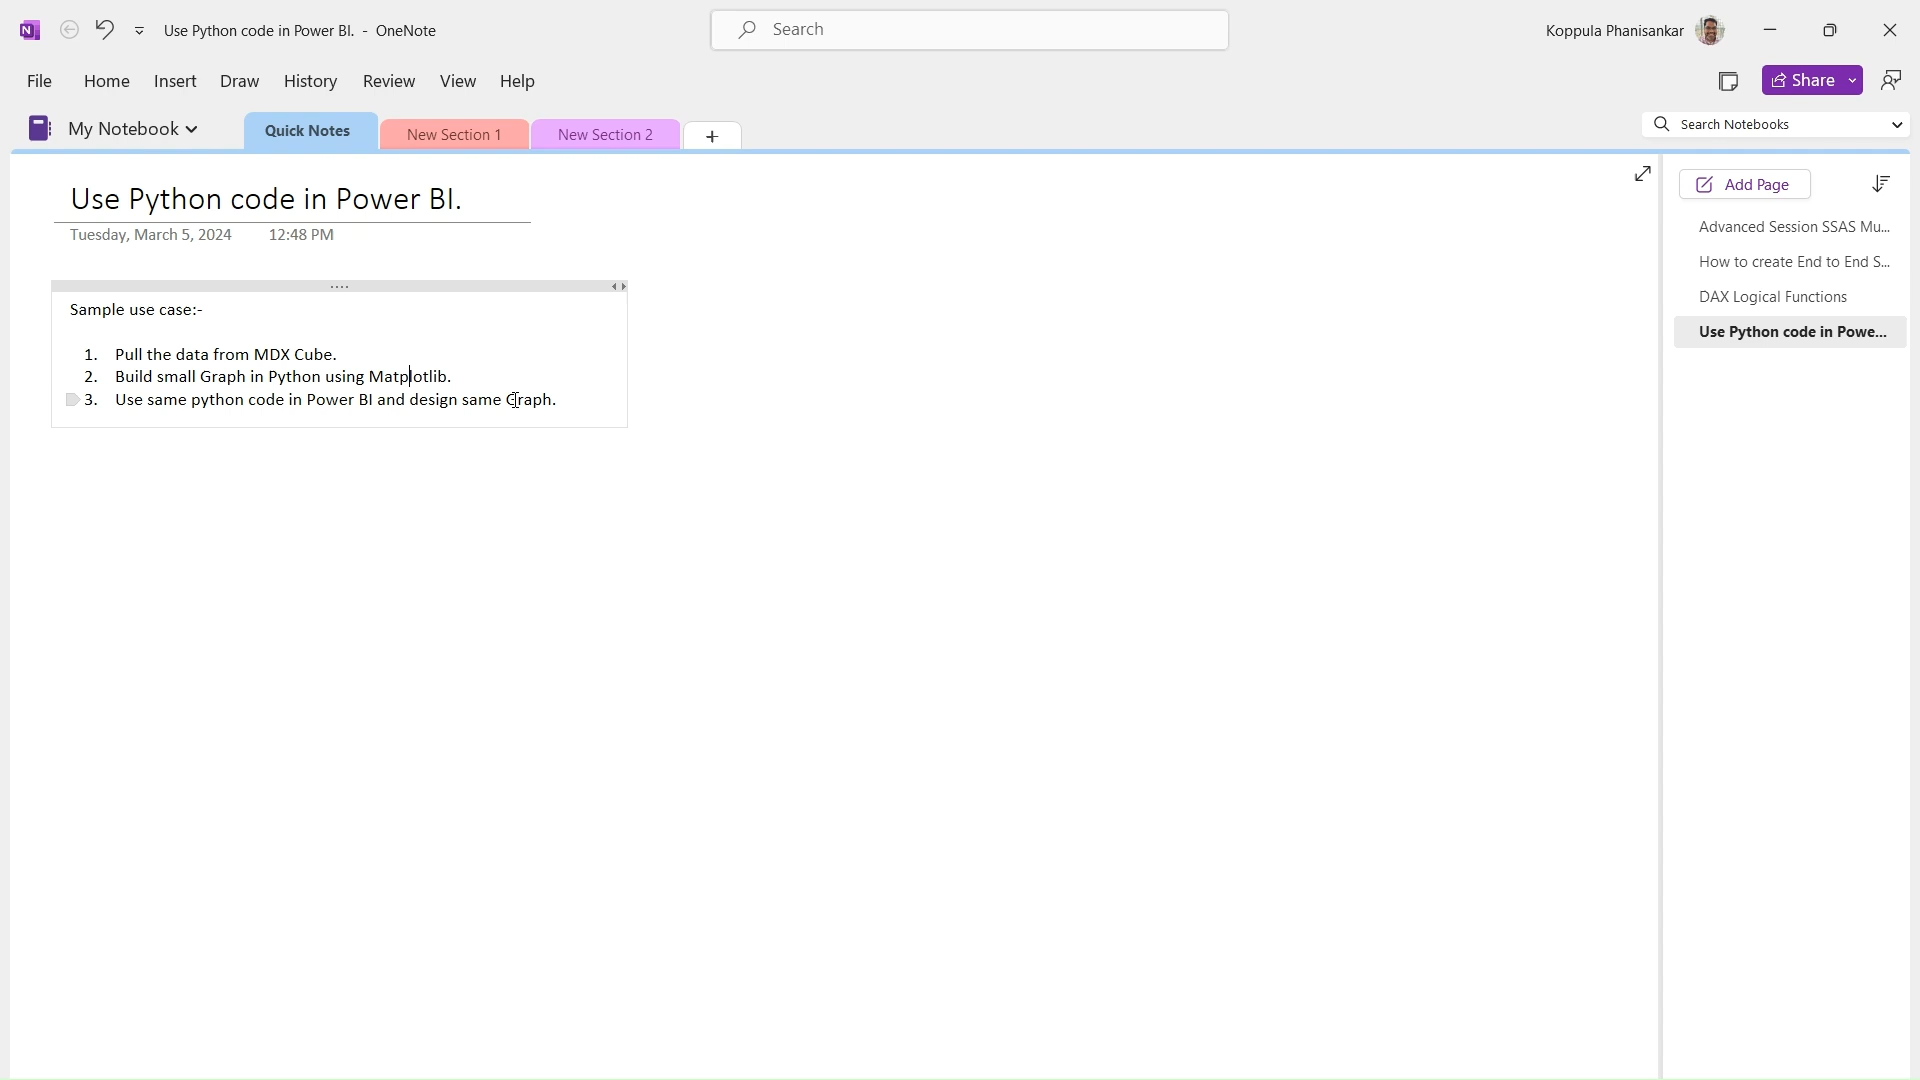 Use Python code in Power BI. - OneNote
Search
Koppula Phanisankar
File Home Insert Draw History Review View Help
Share
My Notebook
Quick Notes
New Section 1
New Section 2
Search Notebooks
Use Python code in Power BI.
Tuesday, March 5, 2024 12:48 PM
Sample use case:-
1. Pull the data from MDX Cube.
2. Build small Graph in Python using Matplotlib.
3. Use same python code in Power BI and design same Graph.
Add Page
Advanced Session SSAS Mu...
How to create End to End S...
DAX Logical Functions
Use Python code in Powe...